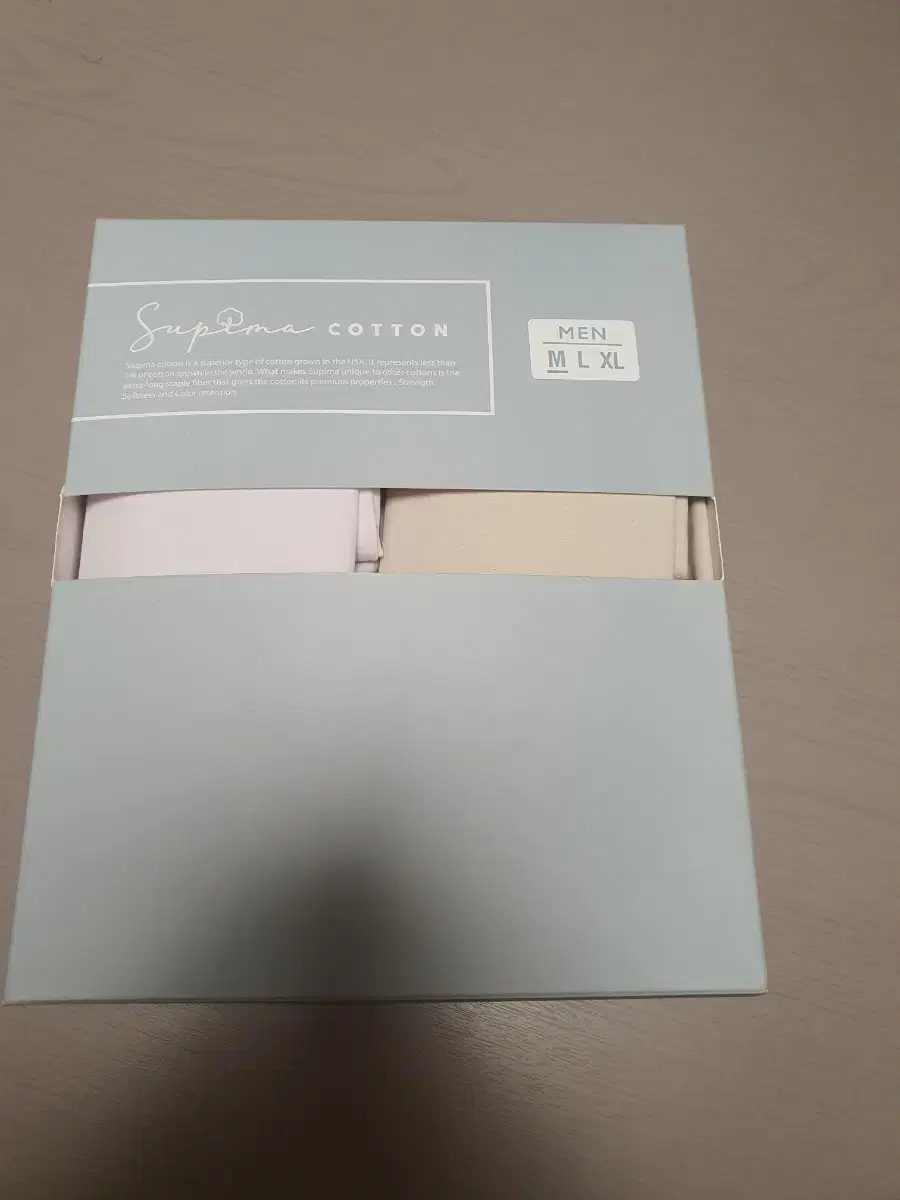 Supima COTTON
Supima cotton is a superior type of cotton grown in the USA. It represents less than
1% of cotton grown in the world. What makes Supima unique to other cottons is the
extra-long staple fiber that gives the cotton its premium properties : Strength
Softness and Color retention
MEN
M L XL